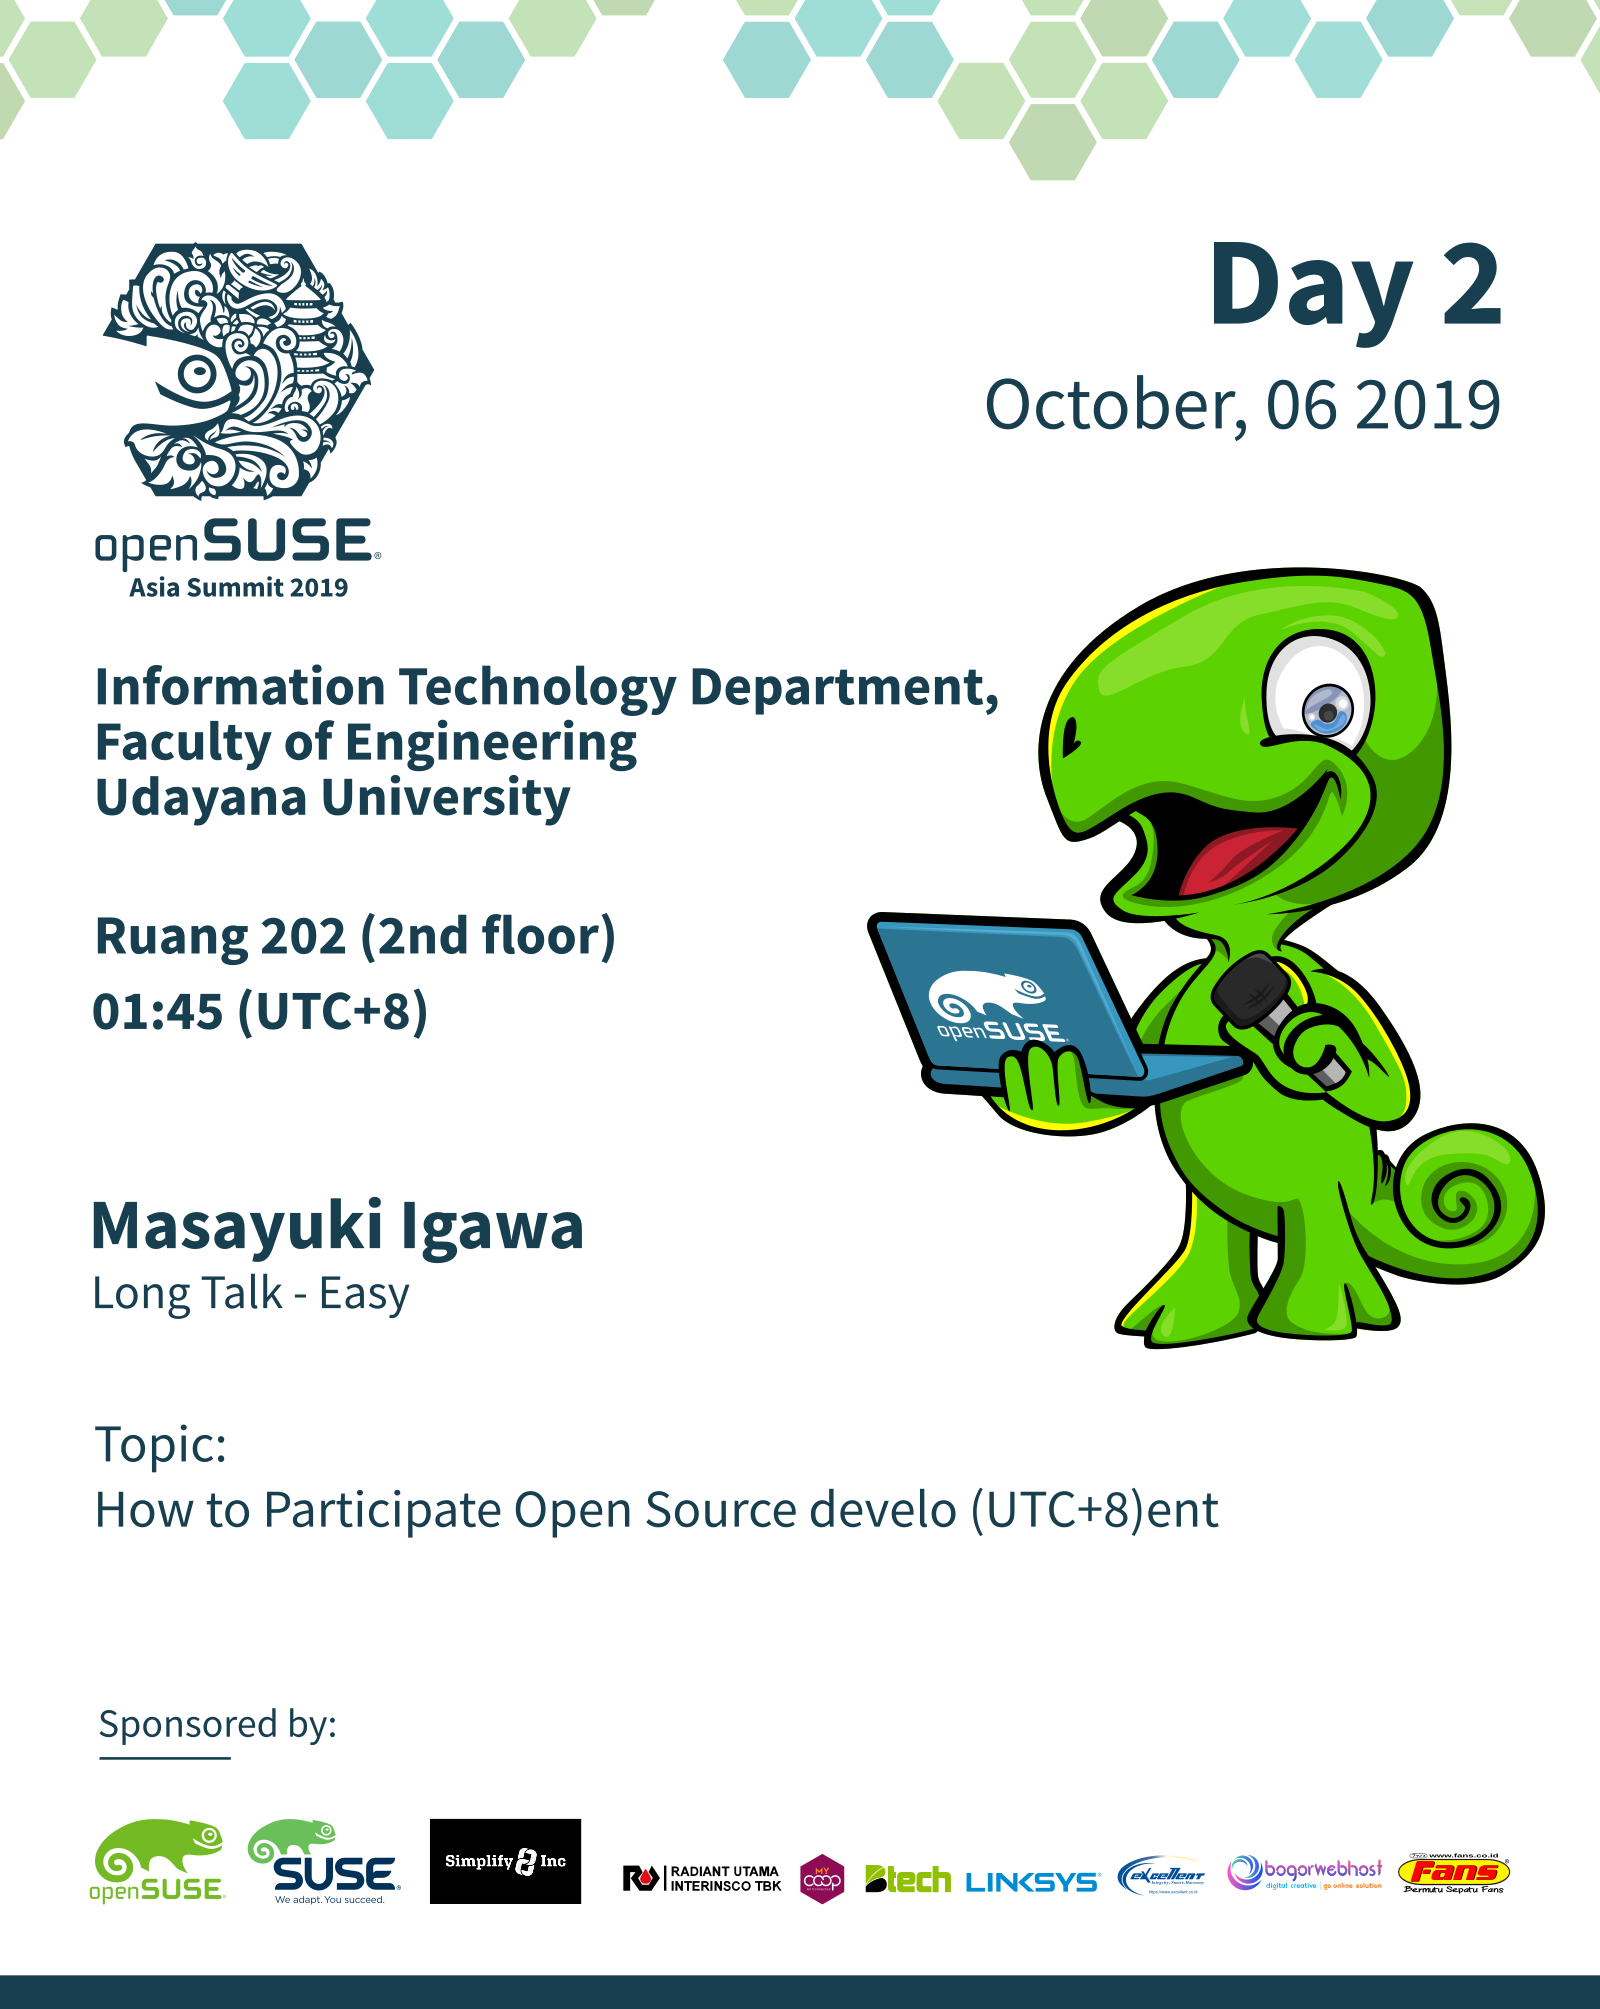 Day 2
October, 06 2019
openSUSE®
Asia Summit 2019
Information Technology Department,
Faculty of Engineering
Udayana University
Ruang 202 (2nd floor)
01:45 (UTC+8)
openSUSE
Masayuki Igawa
Long Talk - Easy
Topic:
How to Participate Open Source develo (UTC+8)ent
Sponsored by:
openSUSE
SUSE
We adapt. You succeed.
Simplify Inc
RADIANT UTAMA
INTERINSCO TBK
MY
COOP
Btech
LINKSYS
eXcellent
bogorwebhost
digital creative | go online solution
www.fans.co.id
Fans
Bermutu Sepatu Fans